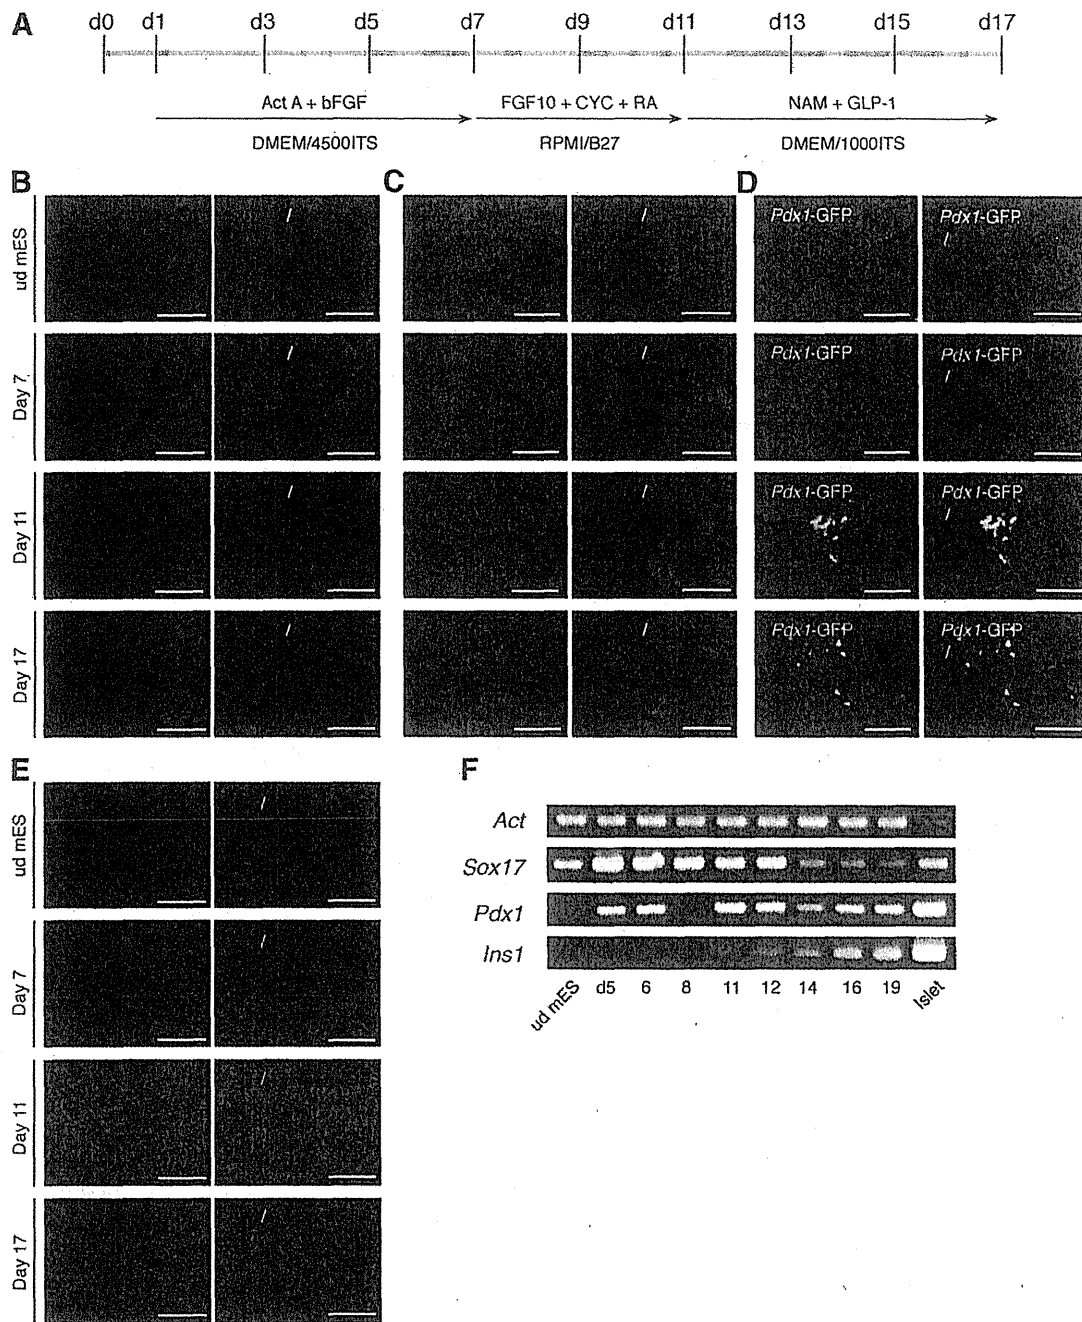 A
d0 d1 d3 d5 d7 d9 d11 d13 d15 d17
Act A + bFGF FGF10 + CYC + RA NAM + GLP-1
DMEM/4500ITS RPMI/B27 DMEM/1000ITS
B C D
ud mES
/ / Pdx1-GFP Pdx1-GFP
/
Day 7
/ / Pdx1-GFP Pdx1-GFP
/
Day 11
/ / Pdx1-GFP Pdx1-GFP
/
Day 17
/ / Pdx1-GFP Pdx1-GFP
/
E F
ud mES
/
Day 7
/
Day 11
/
Day 17
/
Act
Sox17
Pdx1
Ins1
ud mES d5 6 8 11 12 14 16 19 Islet